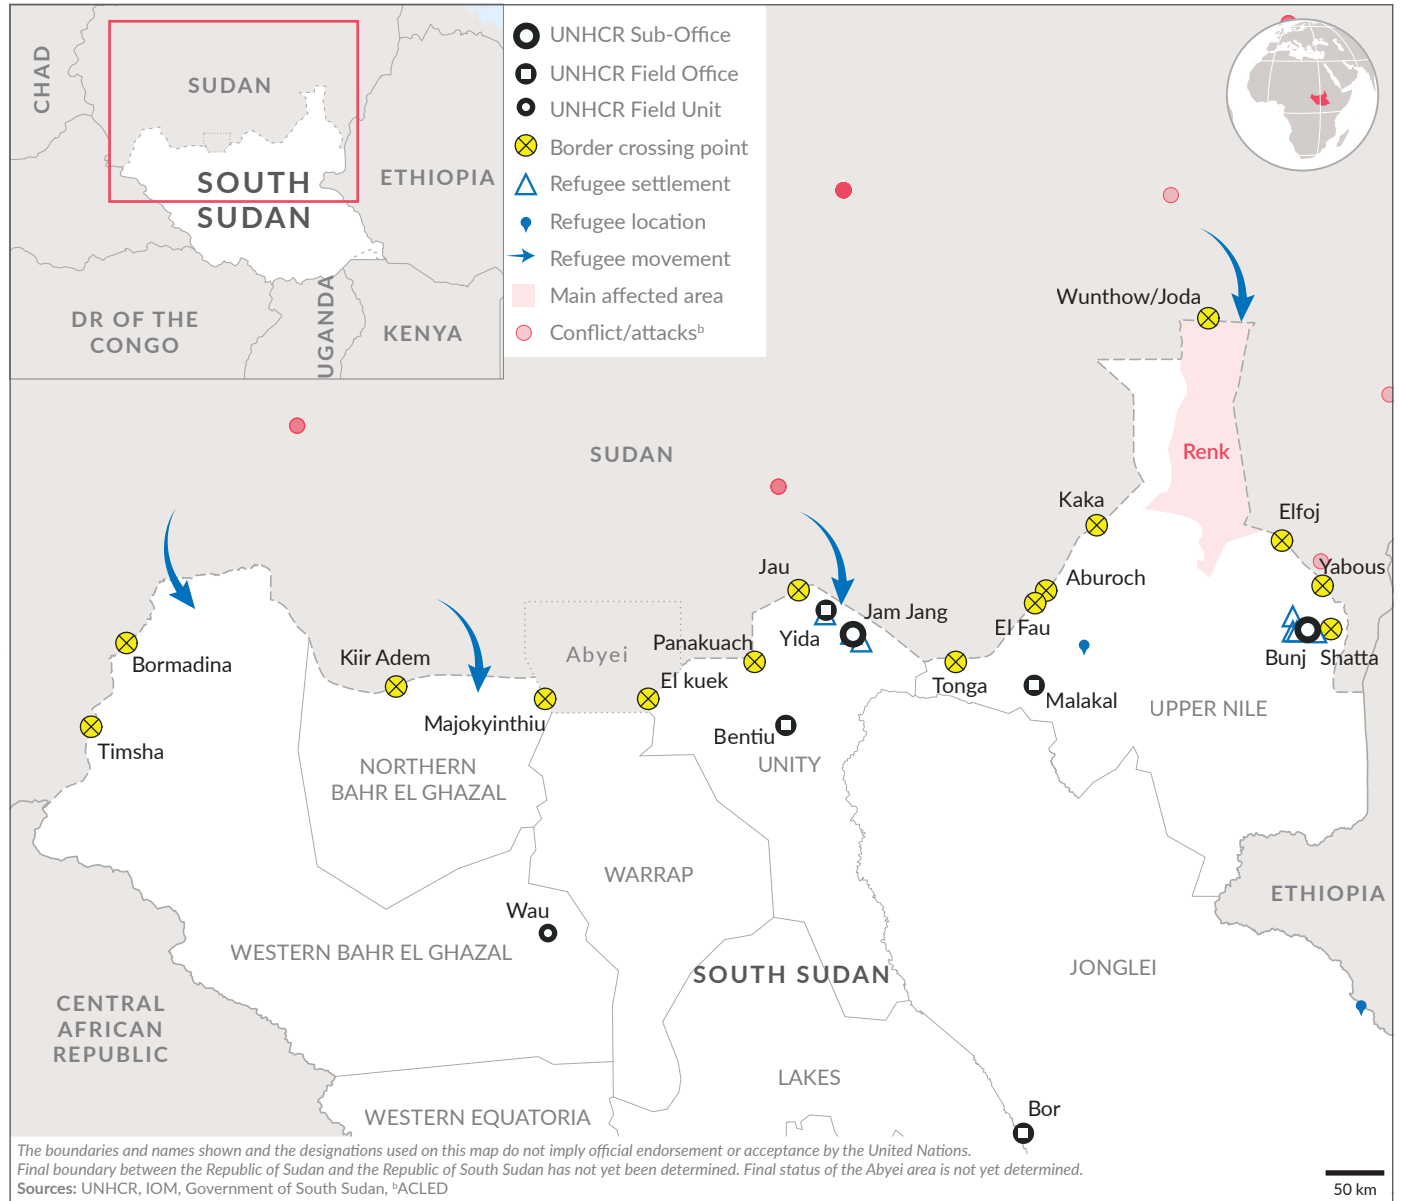 CHAD
SUDAN
SOUTH
SUDAN
ETHIOPIA
DR OF THE
CONGO
UGANDA
KENYA
UNHCR Sub-Office
UNHCR Field Office
UNHCR Field Unit
Border crossing point
Refugee settlement
Refugee location
Refugee movement
Main affected area
Conflict/attacksᵇ
Wunthow/Joda
SUDAN
Renk
Kaka
Elfoj
Jau
Aburoch
Yabous
Jam Jang
Yida
El Fau
Panakuach
Abyei
Kiir Adem
Bormadina
Bunj
Shatta
El kuek
Tonga
Malakal
UPPER NILE
Majokyinthiu
Timsha
Bentiu
UNITY
NORTHERN
BAHR EL GHAZAL
WARRAP
ETHIOPIA
Wau
WESTERN BAHR EL GHAZAL
SOUTH SUDAN
JONGLEI
CENTRAL
AFRICAN
REPUBLIC
LAKES
WESTERN EQUATORIA
Bor
The boundaries and names shown and the designations used on this map do not imply official endorsement or acceptance by the United Nations.
Final boundary between the Republic of Sudan and the Republic of South Sudan has not yet been determined. Final status of the Abyei area is not yet determined.
Sources: UNHCR, IOM, Government of South Sudan, ᵇACLED
50 km